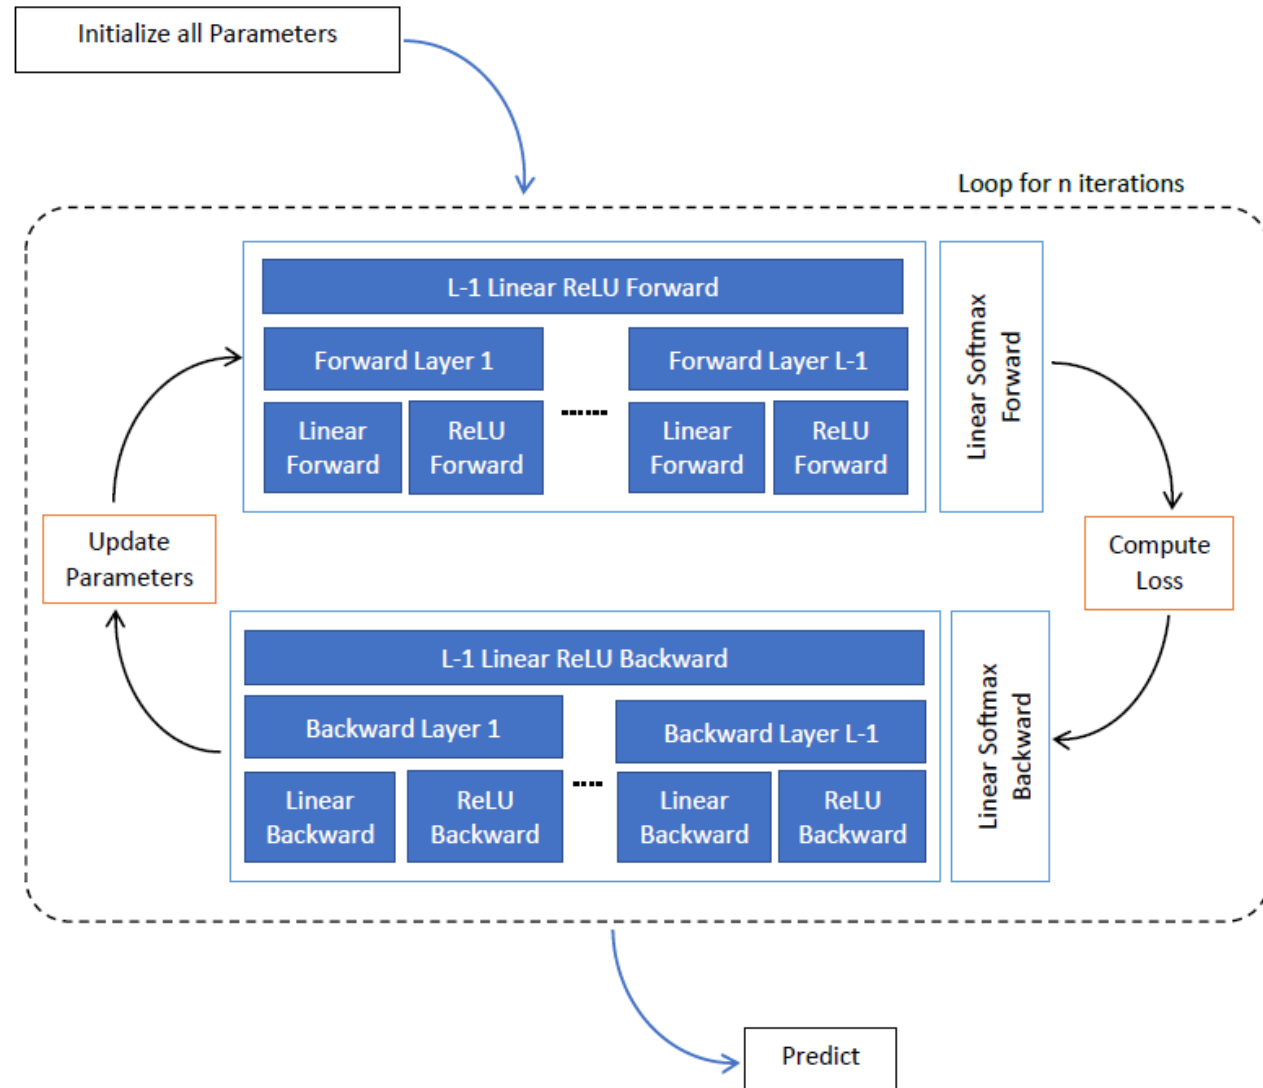 Initialize all Parameters
Loop for n iterations
L-1 Linear ReLU Forward
Forward Layer 1
Forward Layer L-1
Linear
Forward
ReLU
Forward
Linear
Forward
ReLU
Forward
Linear Softmax
Forward
Update
Parameters
Compute
Loss
L-1 Linear ReLU Backward
Backward Layer 1
Backward Layer L-1
Linear
Backward
ReLU
Backward
Linear
Backward
ReLU
Backward
Linear Softmax
Backward
Predict